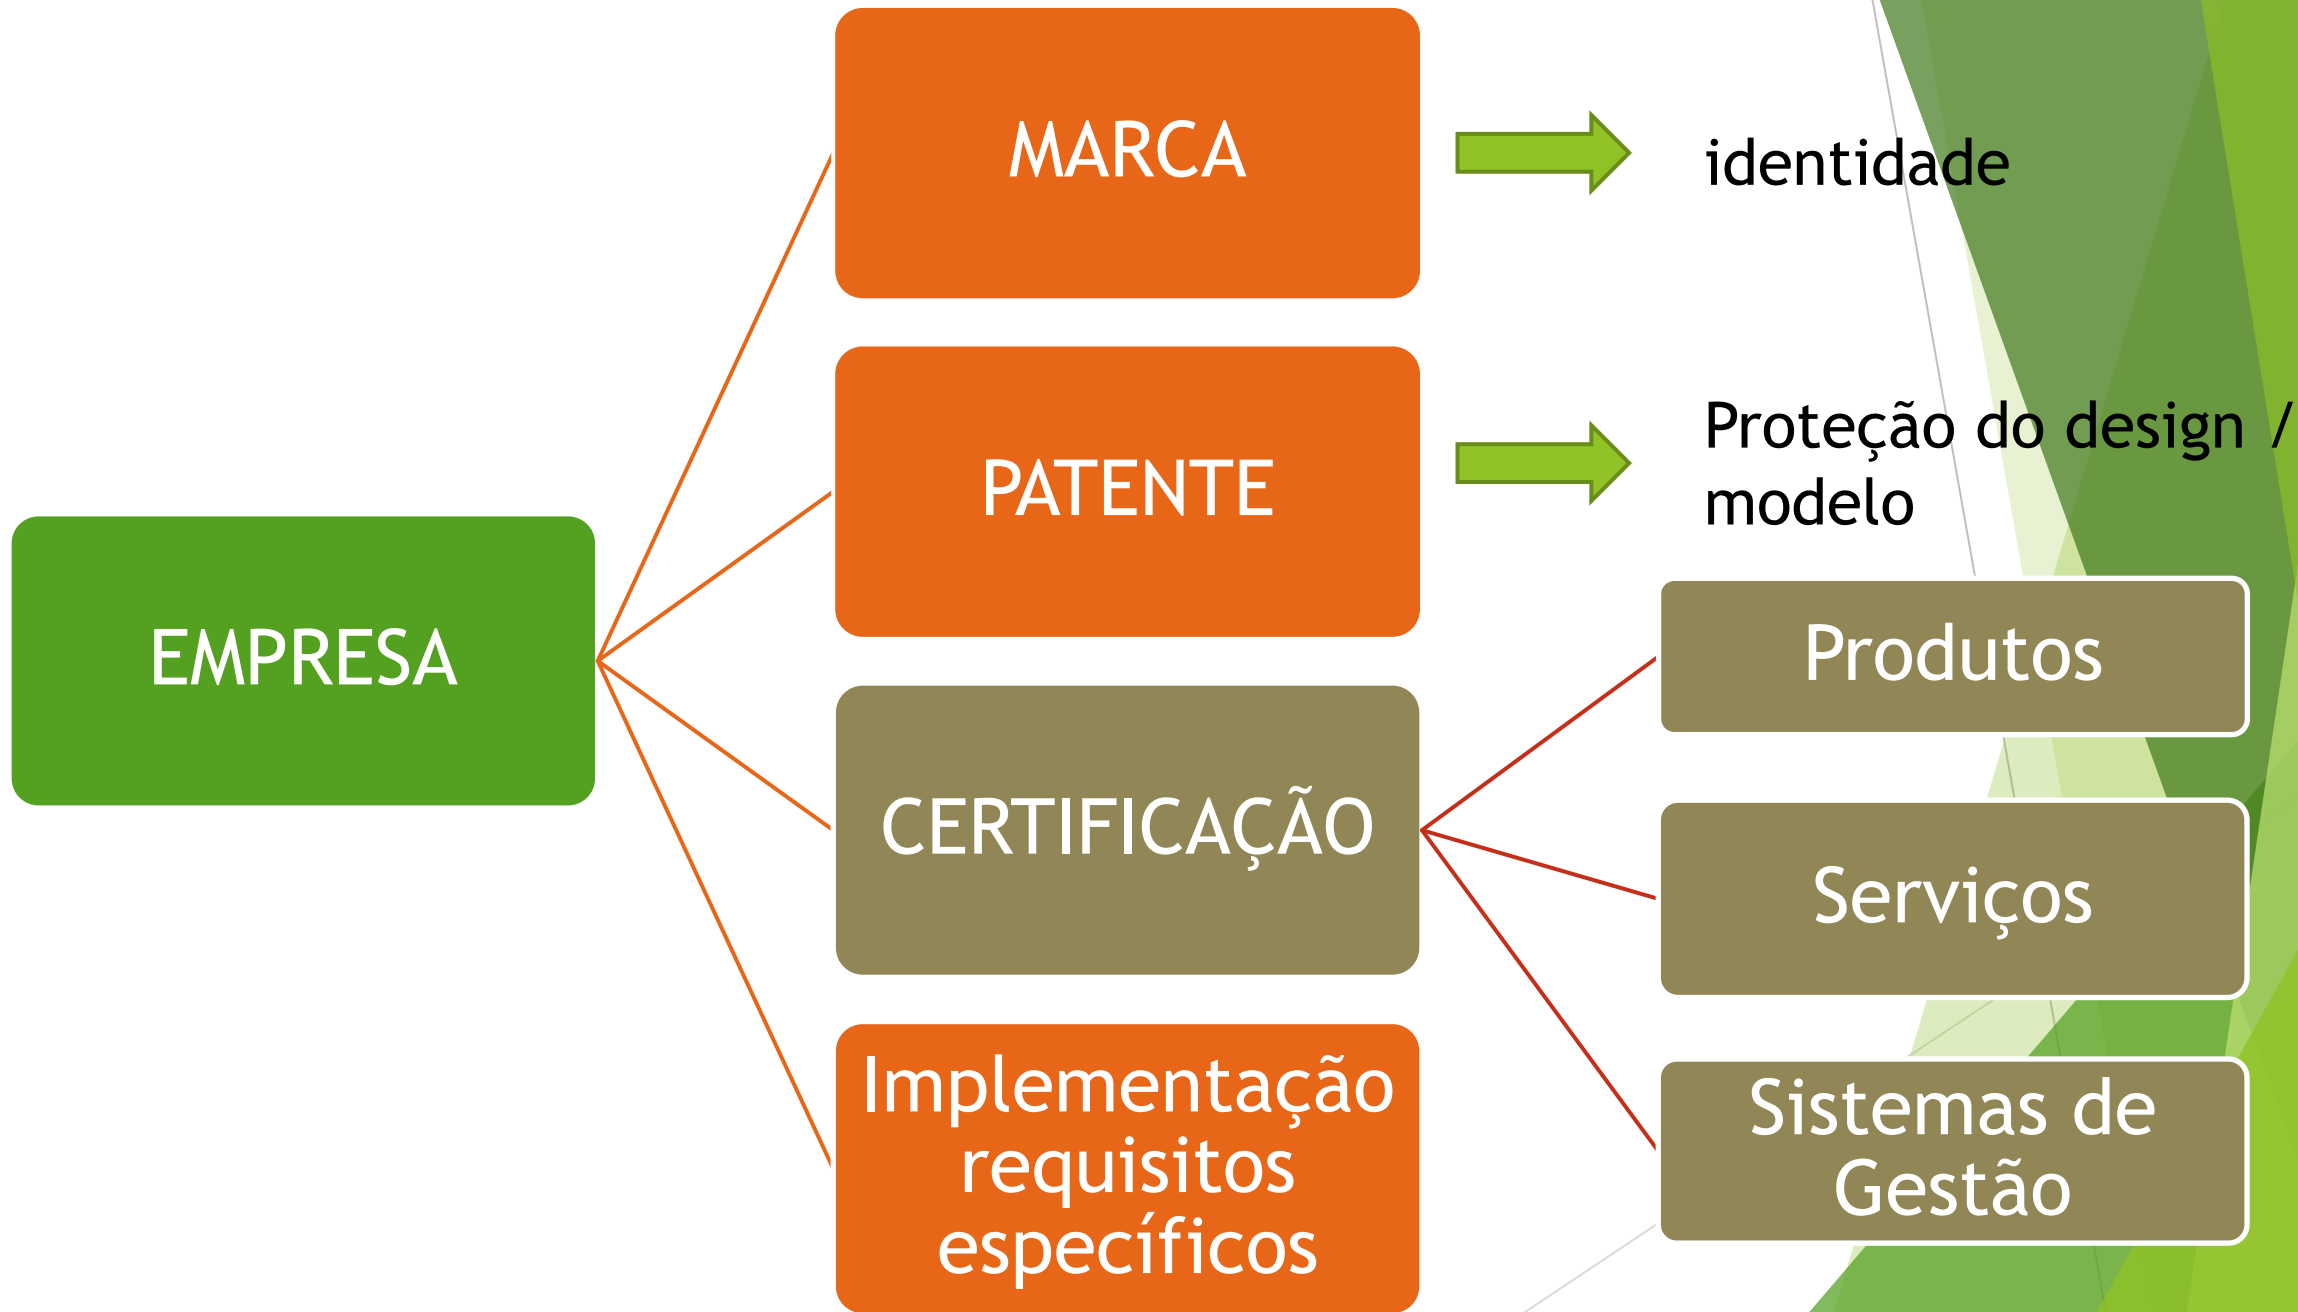 EMPRESA
MARCA
identidade
PATENTE
Proteção do design /
modelo
CERTIFICAÇÃO
Produtos
Serviços
Sistemas de
Gestão
Implementação
requisitos
específicos